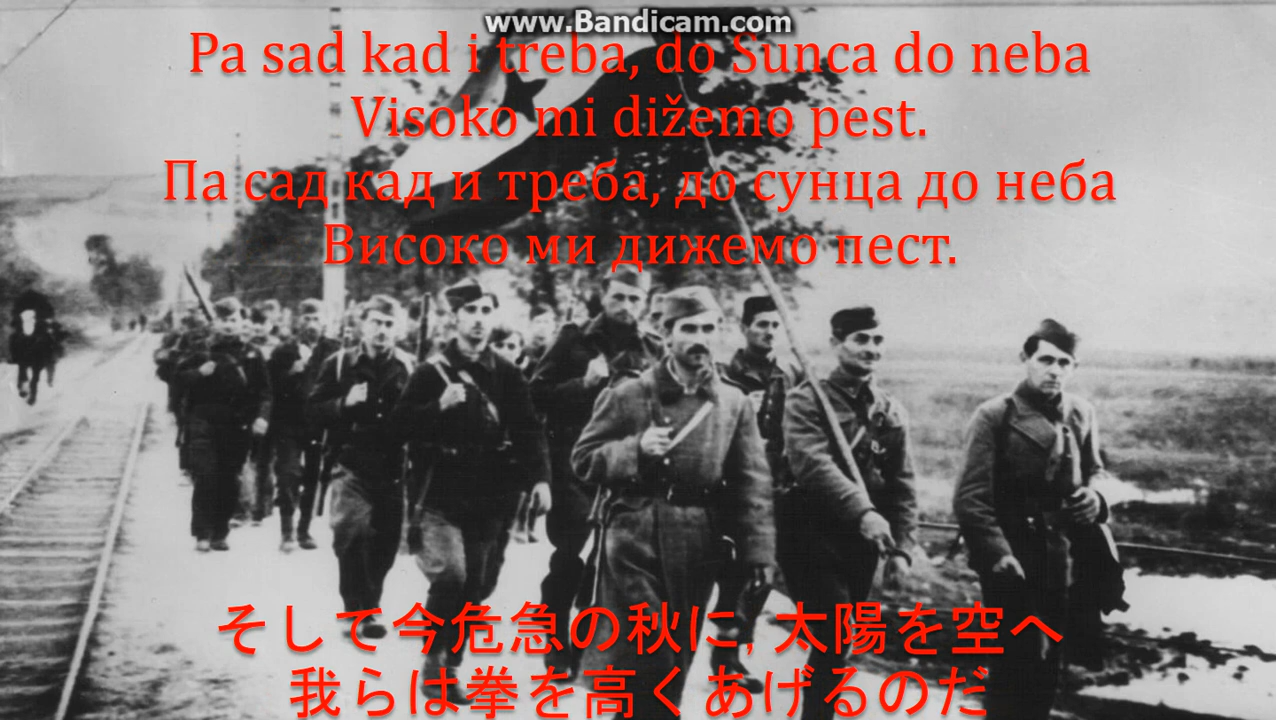 www.Bandicam.com
Pa sad kad i treba, do Sunca do neba
Visoko mi dižemo pest.
Па сад кад и треба, до сунца до неба
Високо ми дижемо пест.
そして今危急の秋に, 太陽を空へ
我らは拳を高くあげるのだ